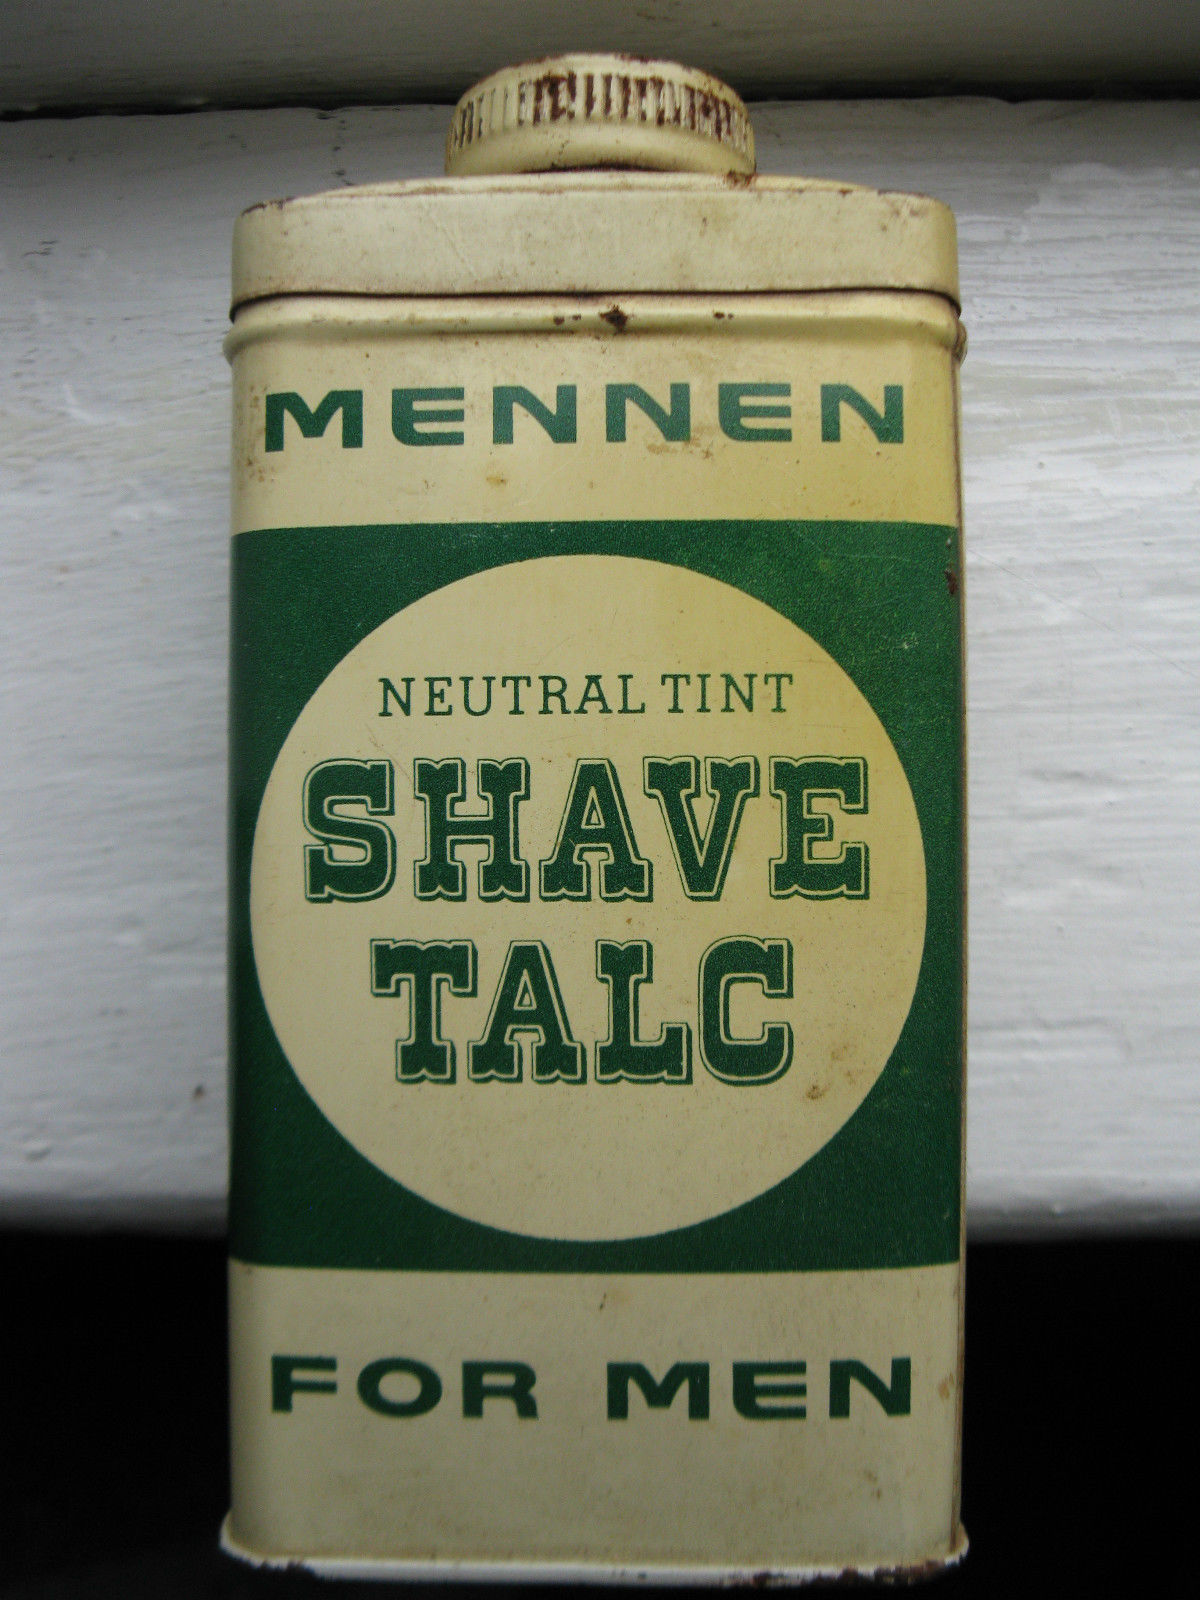 MENNEN
NEUTRAL TINT
SHAVE
TALC
FOR MEN